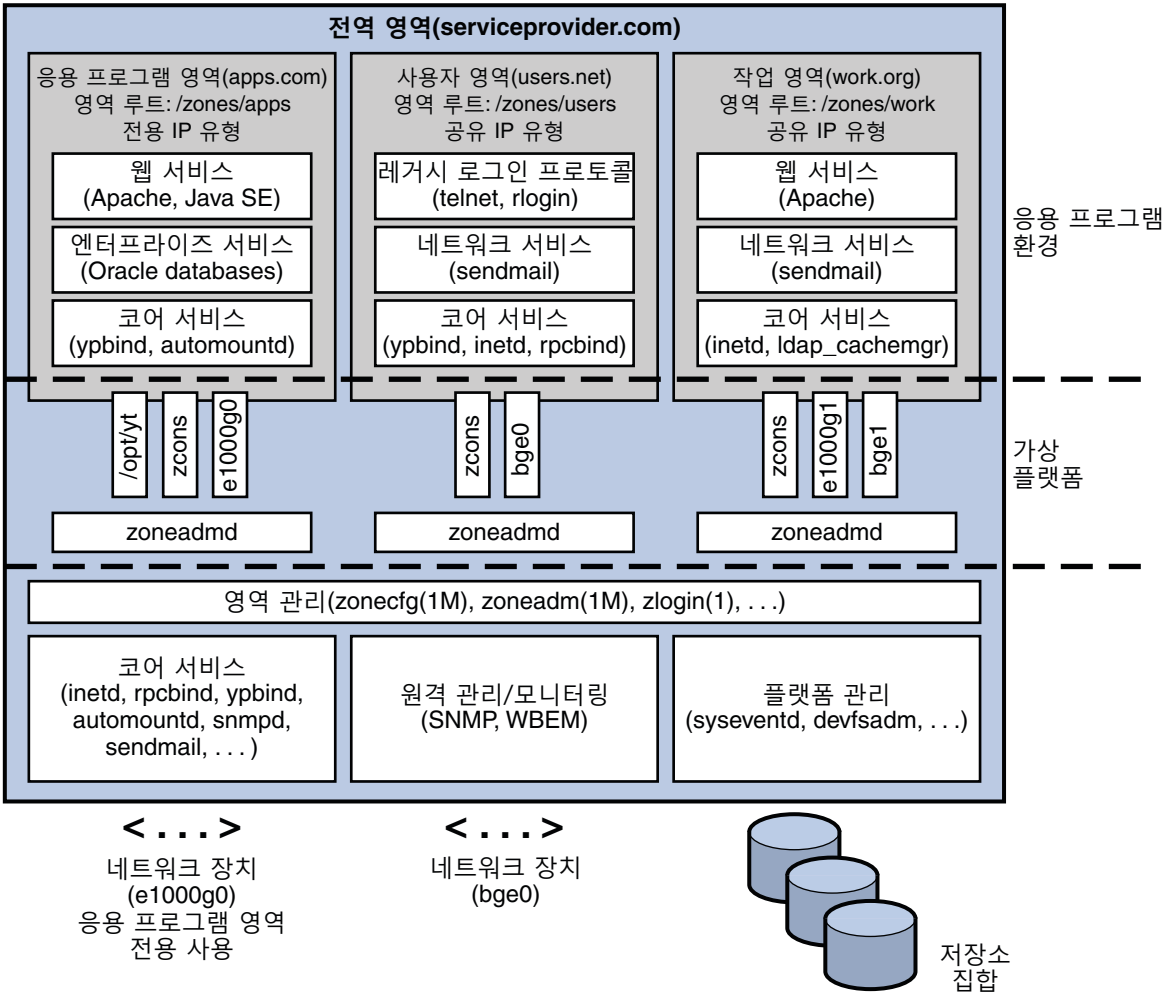 전역 영역(serviceprovider.com)
응용 프로그램 영역(apps.com)
영역 루트: /zones/apps
전용 IP 유형
웹 서비스
(Apache, Java SE)
엔터프라이즈 서비스
(Oracle databases)
코어 서비스
(ypbind, automountd)
사용자 영역(users.net)
영역 루트: /zones/users
공유 IP 유형
레거시 로그인 프로토콜
(telnet, rlogin)
네트워크 서비스
(sendmail)
코어 서비스
(ypbind, inetd, rpcbind)
작업 영역(work.org)
영역 루트: /zones/work
공유 IP 유형
웹 서비스
(Apache)
네트워크 서비스
(sendmail)
코어 서비스
(inetd, ldap_cachemgr)
응용 프로그램
환경
/opt/yt
zcons
e1000g0
zcons
bge0
zcons
e1000g1
bge1
가상
플랫폼
zoneadmd
zoneadmd
zoneadmd
영역 관리(zonecfg(1M), zoneadm(1M), zlogin(1), . . .)
코어 서비스
(inetd, rpcbind, ypbind,
automountd, snmpd,
sendmail, . . . )
원격 관리/모니터링
(SNMP, WBEM)
플랫폼 관리
(syseventd, devfsadm, . . .)
<...>
네트워크 장치
(e1000g0)
응용 프로그램 영역
전용 사용
<...>
네트워크 장치
(bge0)
저장소
집합